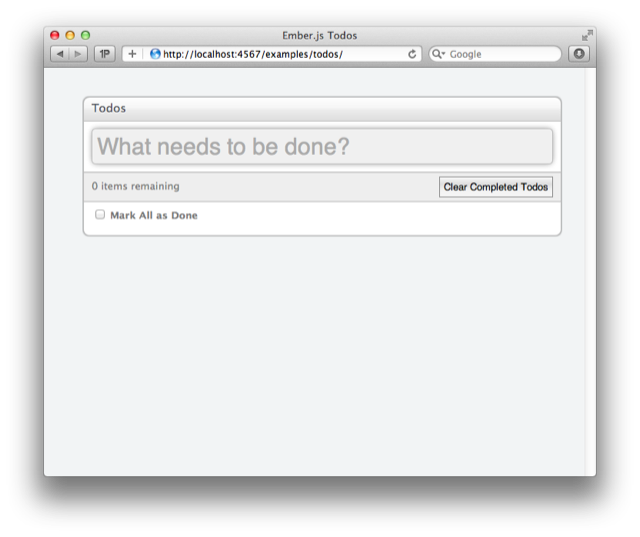 Ember.js Todos
1P
+
http://localhost:4567/examples/todos/
Google
Todos
What needs to be done?
0 items remaining
Clear Completed Todos
Mark All as Done